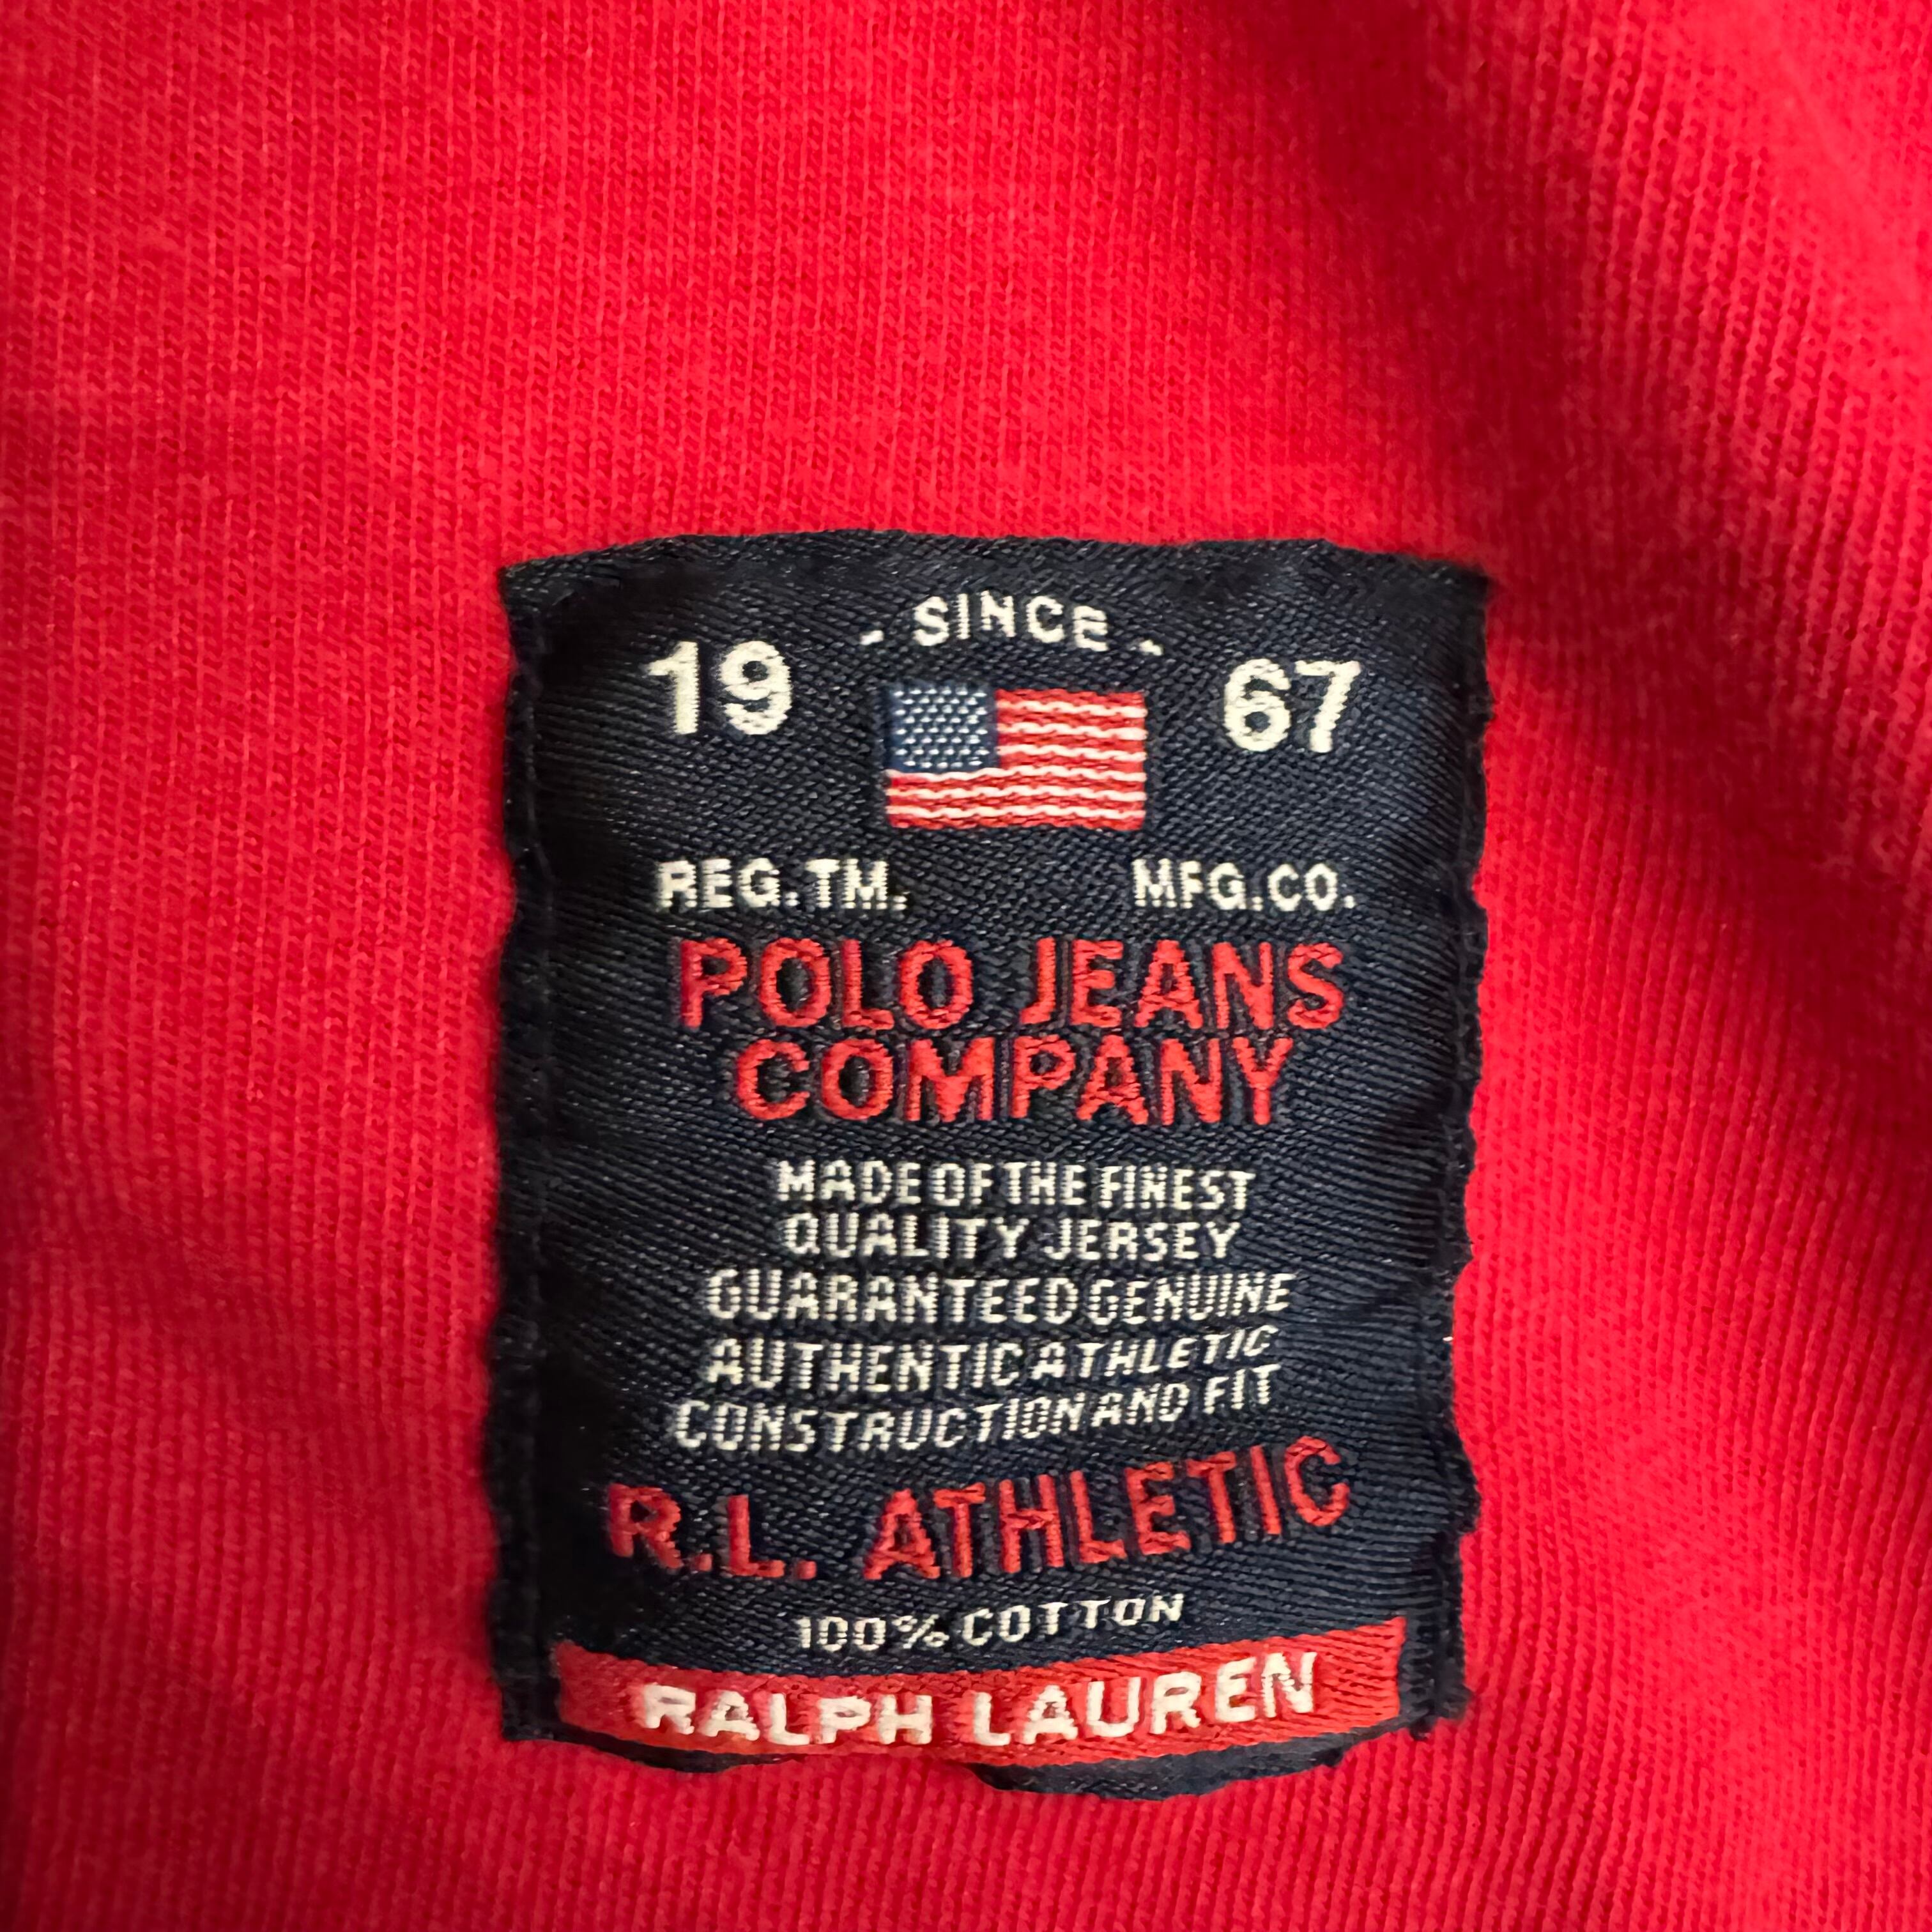 - SINCE -
19 67
REG. TM. MFG. CO.
POLO JEANS
COMPANY
MADE OF THE FINEST
QUALITY JERSEY
GUARANTEED GENUINE
AUTHENTIC ATHLETIC
CONSTRUCTION AND FIT
R.L. ATHLETIC
100% COTTON
RALPH LAUREN